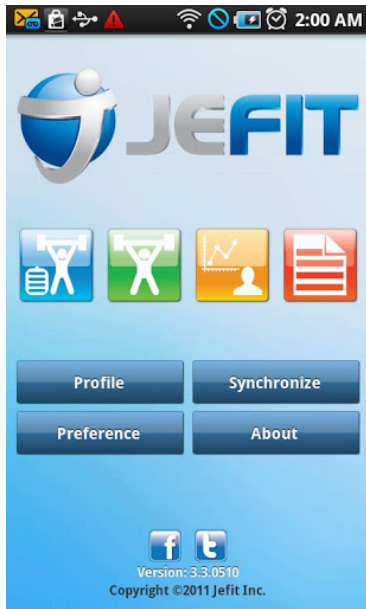 2:00 AM
JEFIT
Profile
Synchronize
Preference
About
f t
Version: 3.3.0510
Copyright ©2011 Jefit Inc.